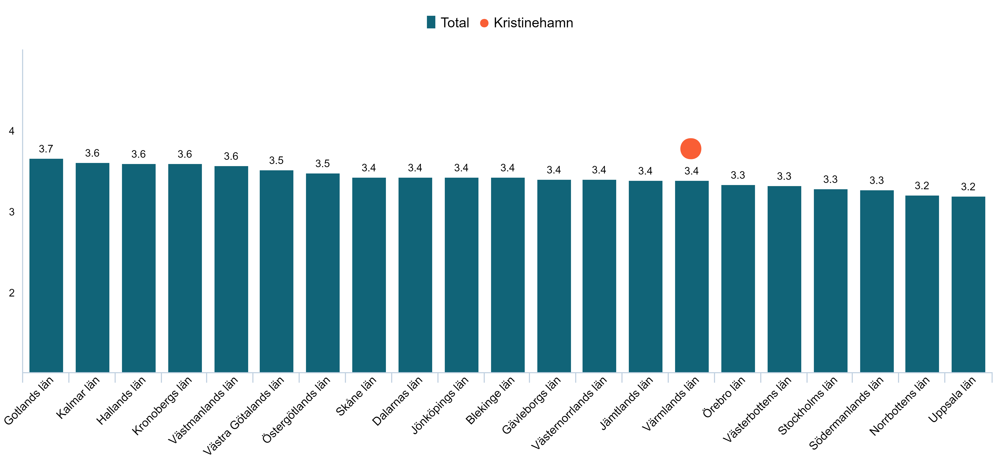 Total Kristinehamn
4
3
2
3.7
3.6
3.6
3.6
3.6
3.5
3.5
3.4
3.4
3.4
3.4
3.4
3.4
3.4
3.4
3.3
3.3
3.3
3.3
3.2
3.2
Gotlands län
Kalmar län
Hallands län
Kronobergs län
Västmanlands län
Västra Götalands län
Östergötlands län
Skåne län
Dalarnas län
Jönköpings län
Blekinge län
Gävleborgs län
Västernorrlands län
Jämtlands län
Värmlands län
Örebro län
Västerbottens län
Stockholms län
Södermanlands län
Norrbottens län
Uppsala län